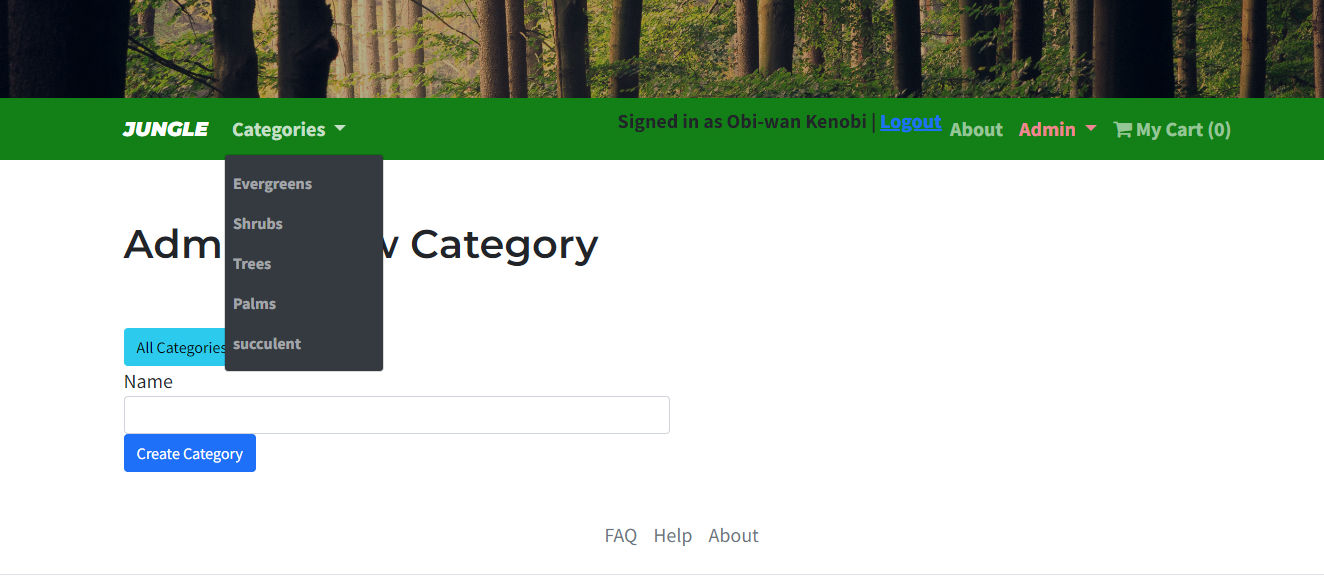 JUNGLE Categories Signed in as Obi-wan Kenobi | Logout About Admin My Cart (0)
Evergreens
Shrubs
Adm Category
Trees
Palms
succulent
All Categories
Name
Create Category
FAQ Help About